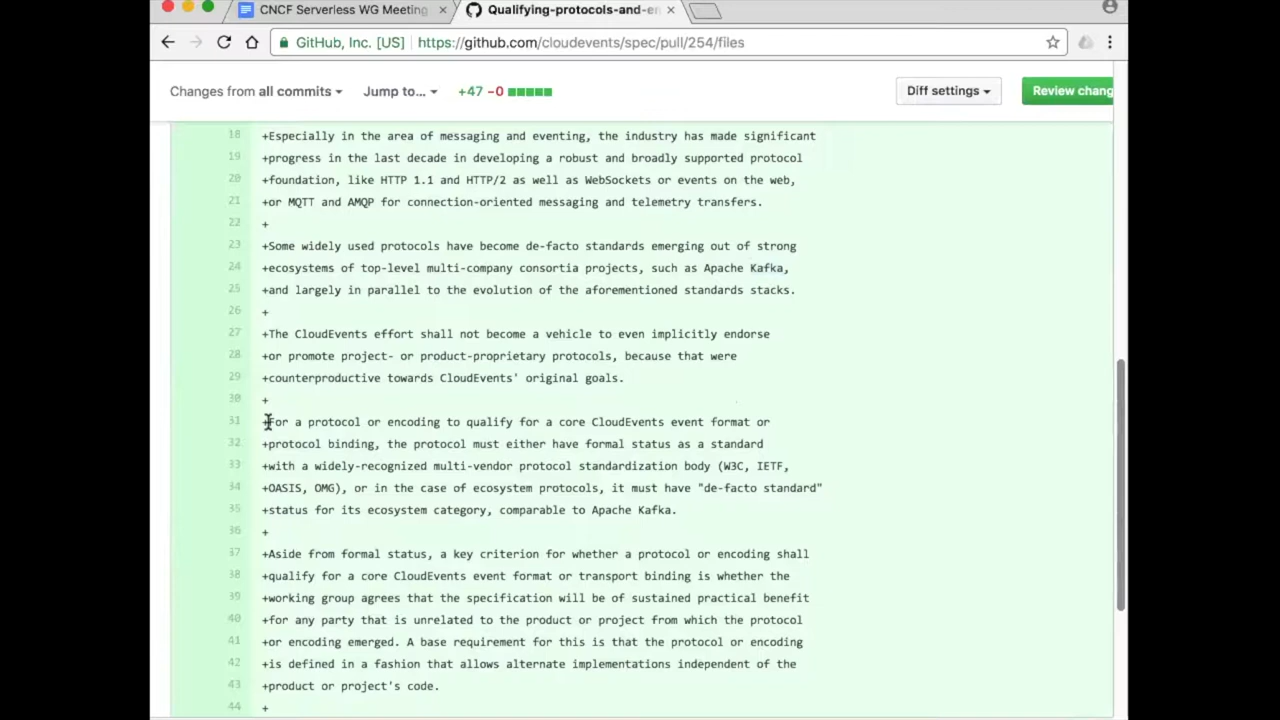 CNCF Serverless WG Meeting
Qualifying-protocols-and-en
GitHub, Inc. [US] https://github.com/cloudevents/spec/pull/254/files
Changes from all commits Jump to... +47 −0 Diff settings Review chang
18 +Especially in the area of messaging and eventing, the industry has made significant
19 +progress in the last decade in developing a robust and broadly supported protocol
20 +foundation, like HTTP 1.1 and HTTP/2 as well as WebSockets or events on the web,
21 +or MQTT and AMQP for connection-oriented messaging and telemetry transfers.
22 +
23 +Some widely used protocols have become de-facto standards emerging out of strong
24 +ecosystems of top-level multi-company consortia projects, such as Apache Kafka,
25 +and largely in parallel to the evolution of the aforementioned standards stacks.
26 +
27 +The CloudEvents effort shall not become a vehicle to even implicitly endorse
28 +or promote project- or product-proprietary protocols, because that were
29 +counterproductive towards CloudEvents' original goals.
30 +
31 +For a protocol or encoding to qualify for a core CloudEvents event format or
32 +protocol binding, the protocol must either have formal status as a standard
33 +with a widely-recognized multi-vendor protocol standardization body (W3C, IETF,
34 +OASIS, OMG), or in the case of ecosystem protocols, it must have "de-facto standard"
35 +status for its ecosystem category, comparable to Apache Kafka.
36 +
37 +Aside from formal status, a key criterion for whether a protocol or encoding shall
38 +qualify for a core CloudEvents event format or transport binding is whether the
39 +working group agrees that the specification will be of sustained practical benefit
40 +for any party that is unrelated to the product or project from which the protocol
41 +or encoding emerged. A base requirement for this is that the protocol or encoding
42 +is defined in a fashion that allows alternate implementations independent of the
43 +product or project's code.
44 +